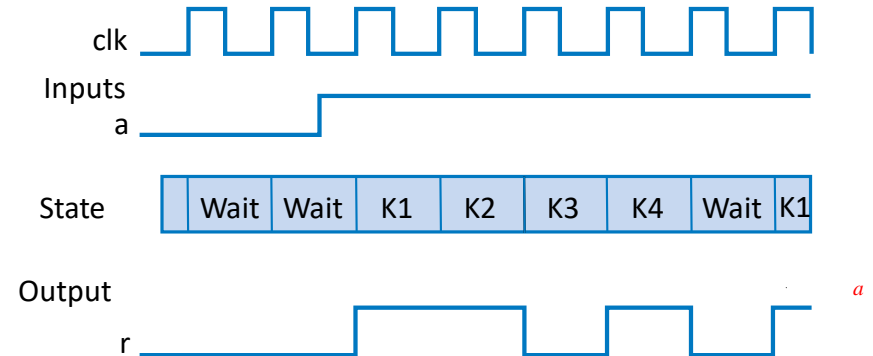 clk
Inputs
a
State Wait Wait K1 K2 K3 K4 Wait K1
Output
a
r